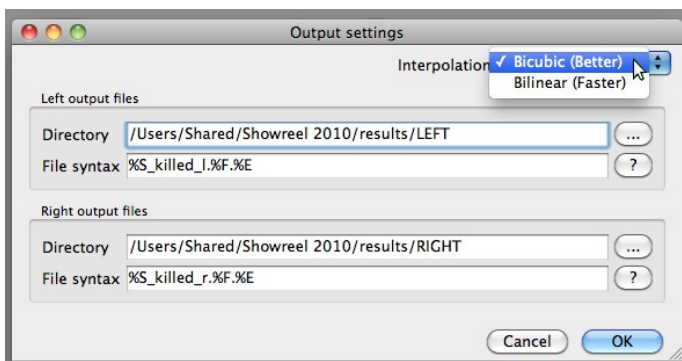 Output settings
Interpolation ✓ Bicubic (Better)
Bilinear (Faster)
Left output files
Directory /Users/Shared/Showreel 2010/results/LEFT ...
File syntax %S_killed_l.%F.%E ?
Right output files
Directory /Users/Shared/Showreel 2010/results/RIGHT ...
File syntax %S_killed_r.%F.%E ?
Cancel OK